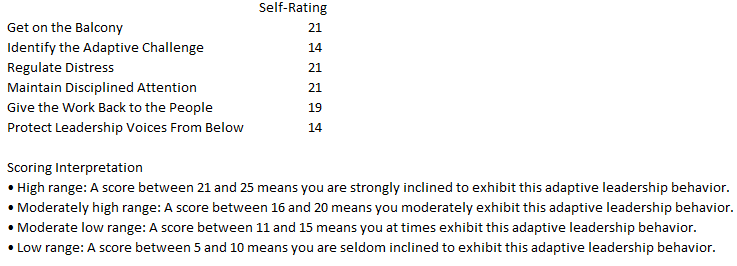 Self-Rating
Get on the Balcony 21
Identify the Adaptive Challenge 14
Regulate Distress 21
Maintain Disciplined Attention 21
Give the Work Back to the People 19
Protect Leadership Voices From Below 14
Scoring Interpretation
• High range: A score between 21 and 25 means you are strongly inclined to exhibit this adaptive leadership behavior.
• Moderately high range: A score between 16 and 20 means you moderately exhibit this adaptive leadership behavior.
• Moderate low range: A score between 11 and 15 means you at times exhibit this adaptive leadership behavior.
• Low range: A score between 5 and 10 means you are seldom inclined to exhibit this adaptive leadership behavior.